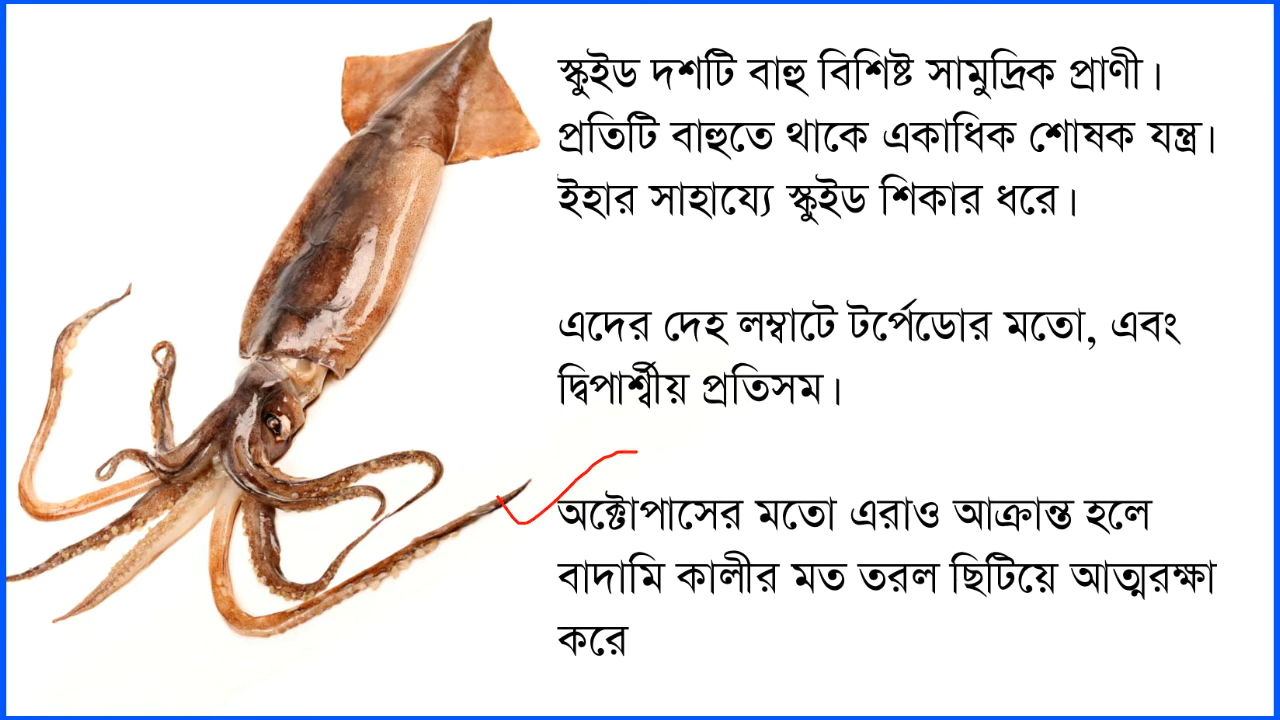 স্কুইড দশটি বাহু বিশিষ্ট সামুদ্রিক প্রাণী।
প্রতিটি বাহুতে থাকে একাধিক শোষক যন্ত্র।
ইহার সাহায্যে স্কুইড শিকার ধরে।
এদের দেহ লম্বাটে টর্পেডোর মতো, এবং
দ্বিপার্শ্বীয় প্রতিসম।
অক্টোপাসের মতো এরাও আক্রান্ত হলে
বাদামি কালীর মত তরল ছিটিয়ে আত্মরক্ষা
করে